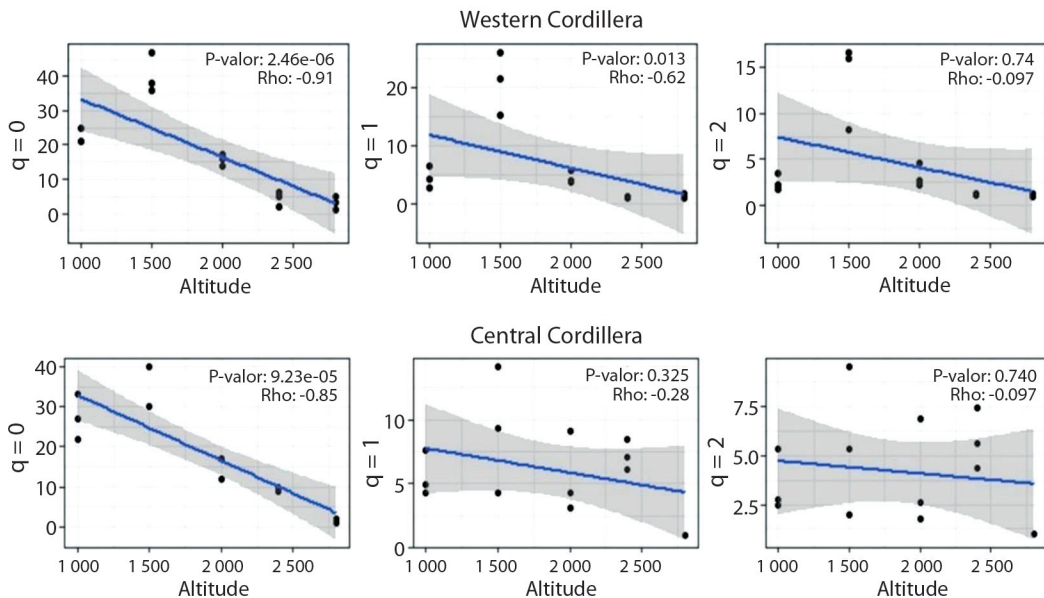 Western Cordillera
P-valor: 2.46e-06
Rho: -0.91
40
30
20
10
0
q = 0
1 000 1 500 2 000 2 500
Altitude
P-valor: 0.013
Rho: -0.62
20
10
0
q = 1
1 000 1 500 2 000 2 500
Altitude
P-valor: 0.74
Rho: -0.097
15
10
5
0
q = 2
1 000 1 500 2 000 2 500
Altitude
Central Cordillera
P-valor: 9.23e-05
Rho: -0.85
40
30
20
10
0
q = 0
1 000 1 500 2 000 2 500
Altitude
P-valor: 0.325
Rho: -0.28
10
5
0
q = 1
1 000 1 500 2 000 2 500
Altitude
P-valor: 0.740
Rho: -0.097
7.5
5.0
2.5
q = 2
1 000 1 500 2 000 2 500
Altitude